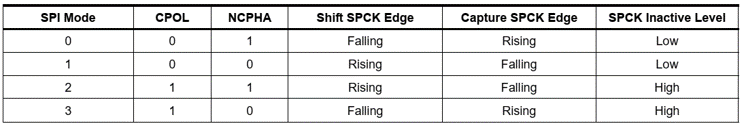 SPI Mode CPOL NCPHA Shift SPCK Edge Capture SPCK Edge SPCK Inactive Level
0 0 1 Falling Rising Low
1 0 0 Rising Falling Low
2 1 1 Rising Falling High
3 1 0 Falling Rising High